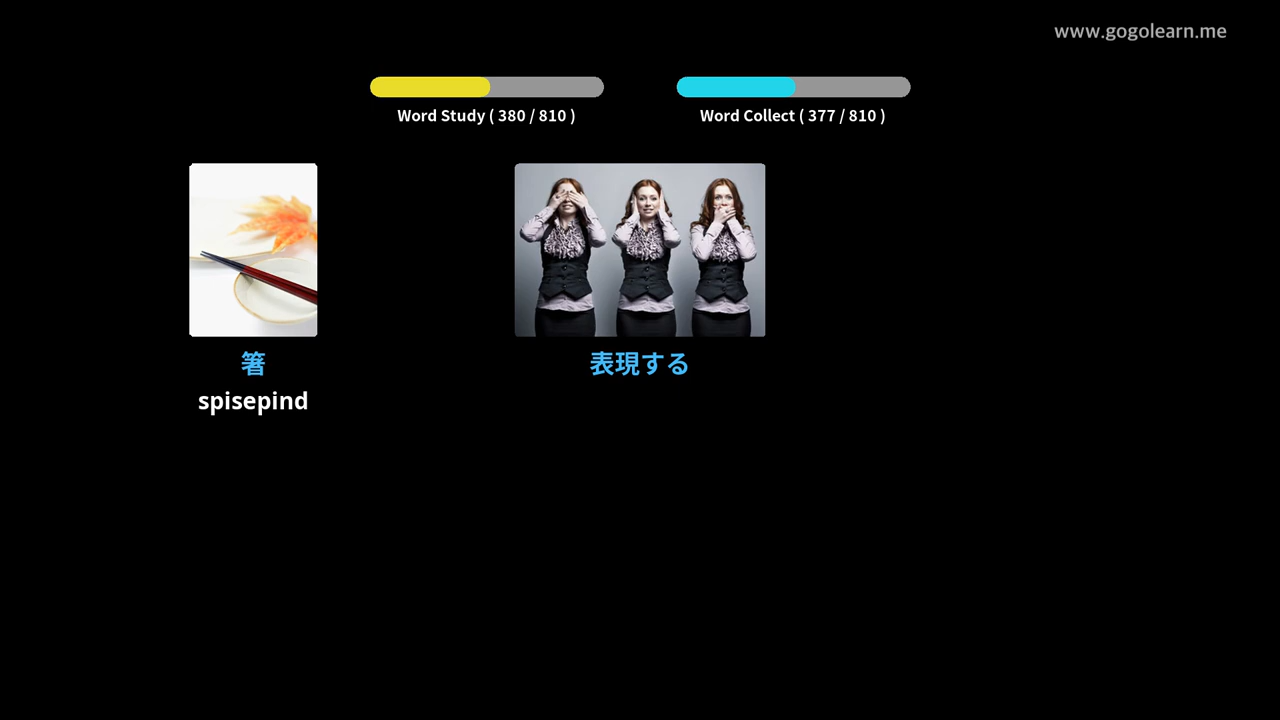 www.gogolearn.me
Word Study ( 380 / 810 )
Word Collect ( 377 / 810 )
箸
spisepind
表現する